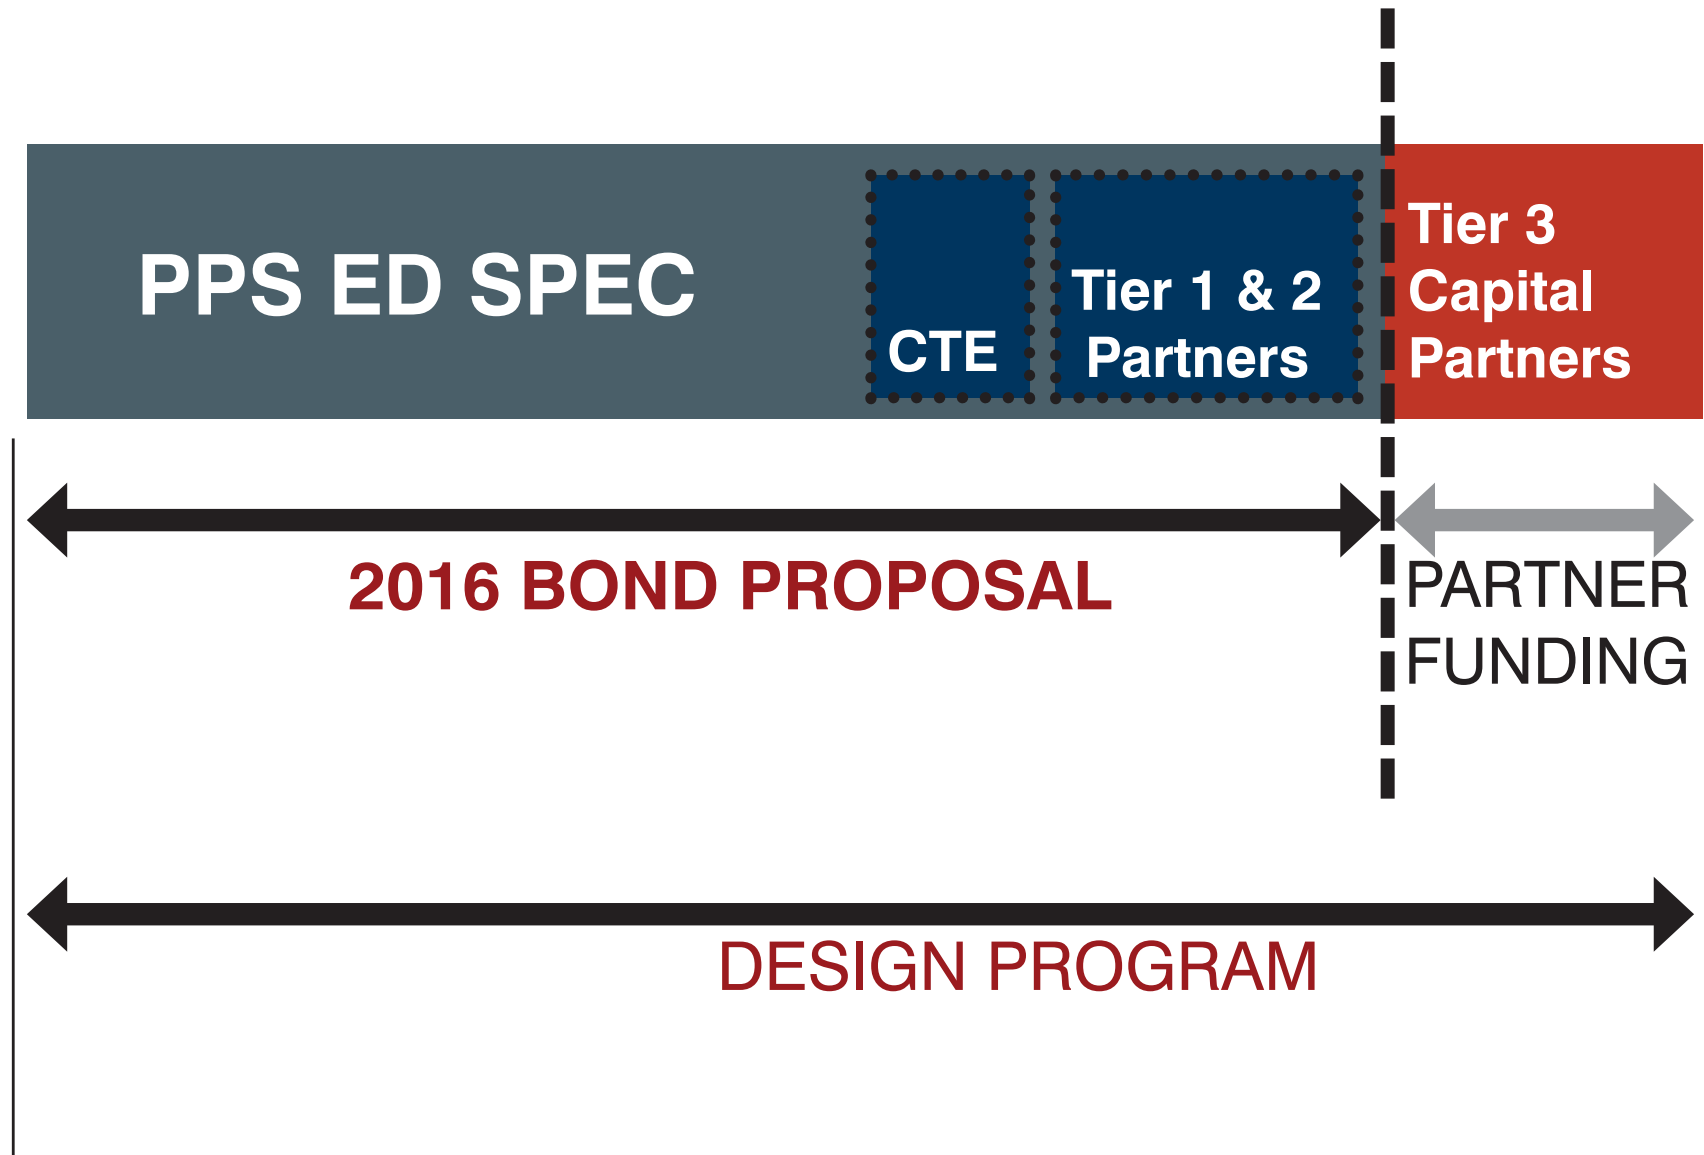 PPS ED SPEC
CTE
Tier 1 & 2
Partners
Tier 3
Capital
Partners
2016 BOND PROPOSAL
PARTNER
FUNDING
DESIGN PROGRAM